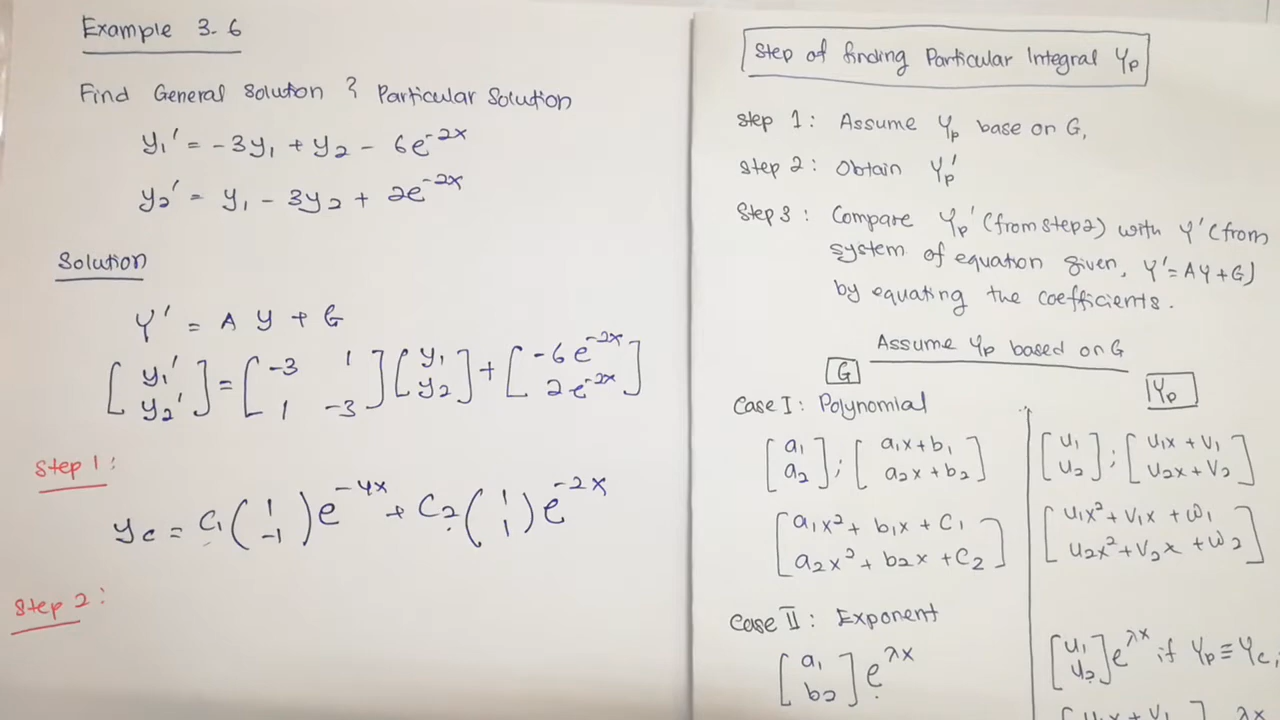 Example 3.6
Find General Solution & Particular Solution
y₁' = -3y₁ + y₂ - 6e⁻²ˣ
y₂' = y₁ - 3y₂ + 2e⁻²ˣ
Solution
Y' = A Y + G
[y₁' y₂'] = [-3 1
1 -3] [y₁ y₂] + [-6e⁻²ˣ 2e⁻²ˣ]
Step 1:
yc = C₁(1 -1)e⁻⁴ˣ + C₂(1 1)e⁻²ˣ
Step 2:
Step of finding Particular Integral Yp
Step 1: Assume Yp base on G,
Step 2: Obtain Yp'
Step 3: Compare Yp' (from step 2) with Y' (from
system of equation given, Y' = AY + G)
by equating the coefficients.
Assume Yp based on G
G
Yp
Case I: Polynomial
[a₁ a₂] ; [a₁x + b₁
a₂x + b₂]
[u₁ u₂] ; [u₁x + v₁
u₂x + v₂]
[a₁x² + b₁x + C₁
a₂x² + b₂x + C₂]
[u₁x² + v₁x + w₁
u₂x² + v₂x + w₂]
Case II: Exponent
[a₁ b₂] e^λx
[u₁ u₂] e^λx if Yp ≡ Yc,